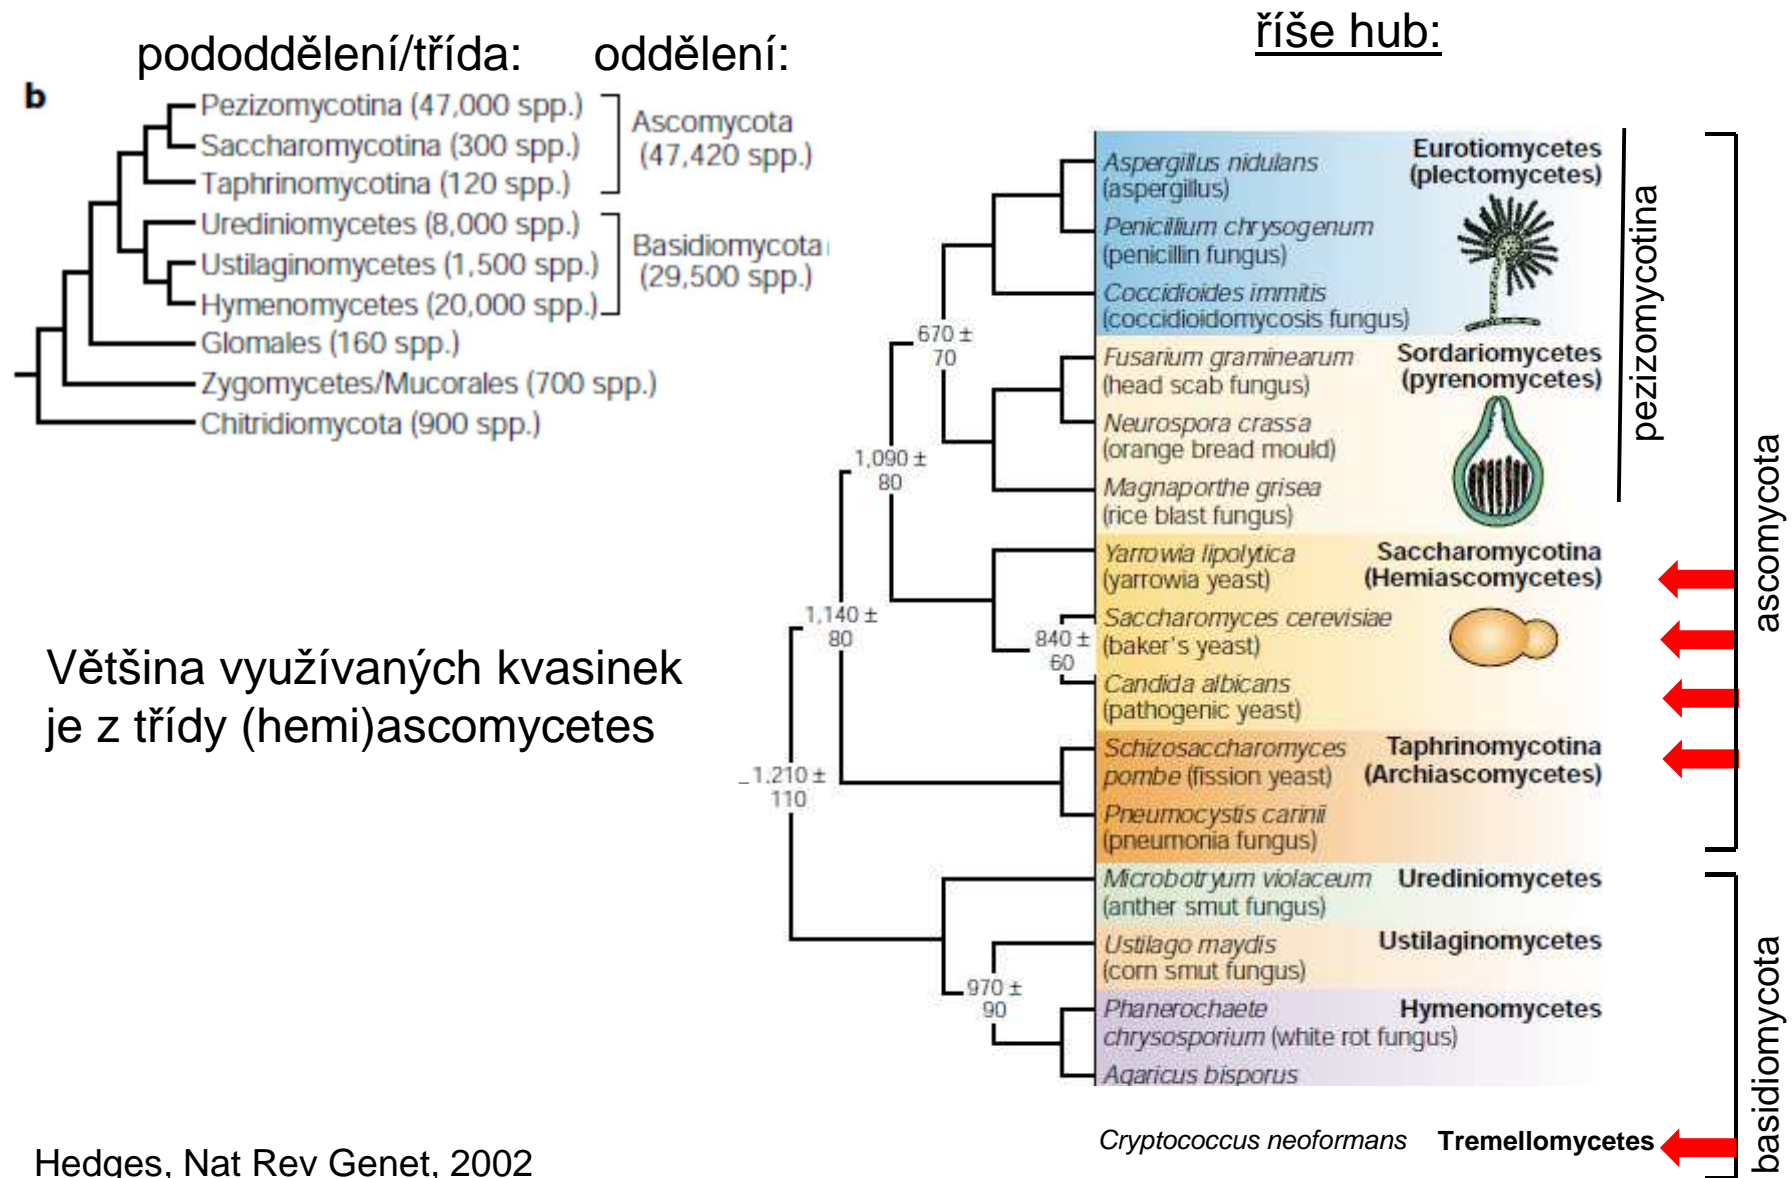 říše hub:
pododdělení/třída: oddělení:
b
Pezizomycotina (47,000 spp.)
Saccharomycotina (300 spp.)
Taphrinomycotina (120 spp.)
Ascomycota
(47,420 spp.)
Urediniomycetes (8,000 spp.)
Ustilaginomycetes (1,500 spp.)
Hymenomycetes (20,000 spp.)
Basidiomycota
(29,500 spp.)
Glomales (160 spp.)
Zygomycetes/Mucorales (700 spp.)
Chitridiomycota (900 spp.)
Většina využívaných kvasinek
je z třídy (hemi)ascomycetes
Hedges, Nat Rev Genet, 2002
670 ±
70
1,090 ±
80
1,140 ±
80
840 ±
60
1,210 ±
110
970 ±
90
Aspergillus nidulans
(aspergillus)
Eurotiomycetes
(plectomycetes)
Penicillium chrysogenum
(penicillin fungus)
Coccidioides immitis
(coccidioidomycosis fungus)
Fusarium graminearum
(head scab fungus)
Sordariomycetes
(pyrenomycetes)
Neurospora crassa
(orange bread mould)
Magnaporthe grisea
(rice blast fungus)
Yarrowia lipolytica
(yarrowia yeast)
Saccharomycotina
(Hemiascomycetes)
Saccharomyces cerevisiae
(baker's yeast)
Candida albicans
(pathogenic yeast)
Schizosaccharomyces
pombe (fission yeast)
Taphrinomycotina
(Archiascomycetes)
Pneumocystis carinii
(pneumonia fungus)
Microbotryum violaceum
(anther smut fungus)
Urediniomycetes
Ustilago maydis
(corn smut fungus)
Ustilaginomycetes
Phanerochaete
chrysosporium (white rot fungus)
Hymenomycetes
Agaricus bisporus
Cryptococcus neoformans Tremellomycetes
pezizomycotina
ascomycota
basidiomycota